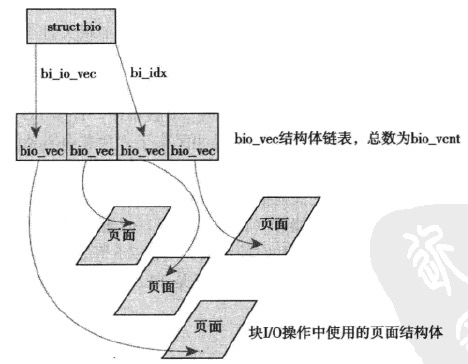 struct bio
bi_io_vec
bi_idx
bio_vec bio_vec bio_vec bio_vec
bio_vec结构体链表，总数为bio_vcnt
页面
页面
页面
页面
块I/O操作中使用的页面结构体